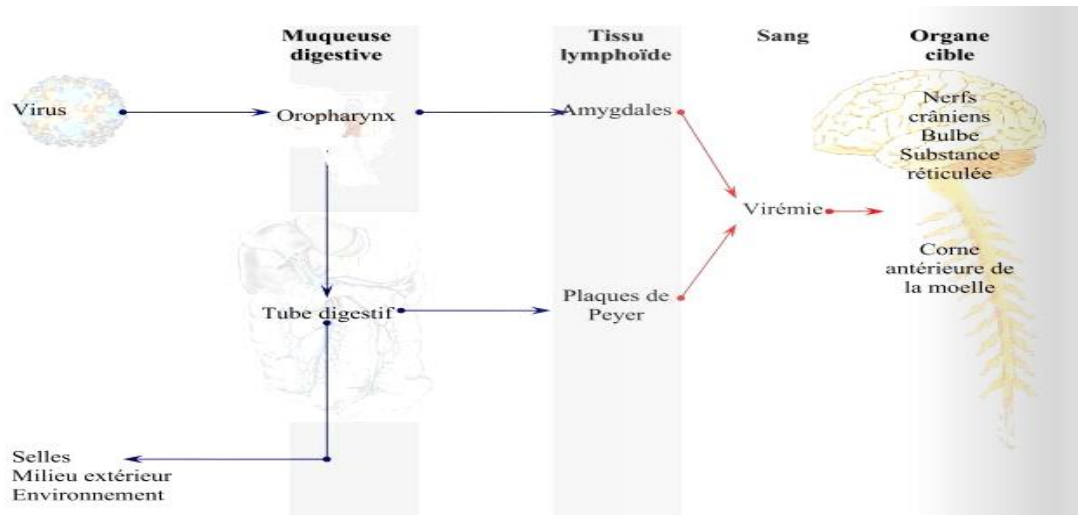 Muqueuse
digestive
Tissu
lymphoïde
Sang
Organe
cible
Virus
Oropharynx
Amygdales
Nerfs
crâniens
Bulbe
Substance
réticulée
Virémie
Corne
antérieure de
la moelle
Tube digestif
Plaques de
Peyer
Selles
Milieu extérieur
Environnement